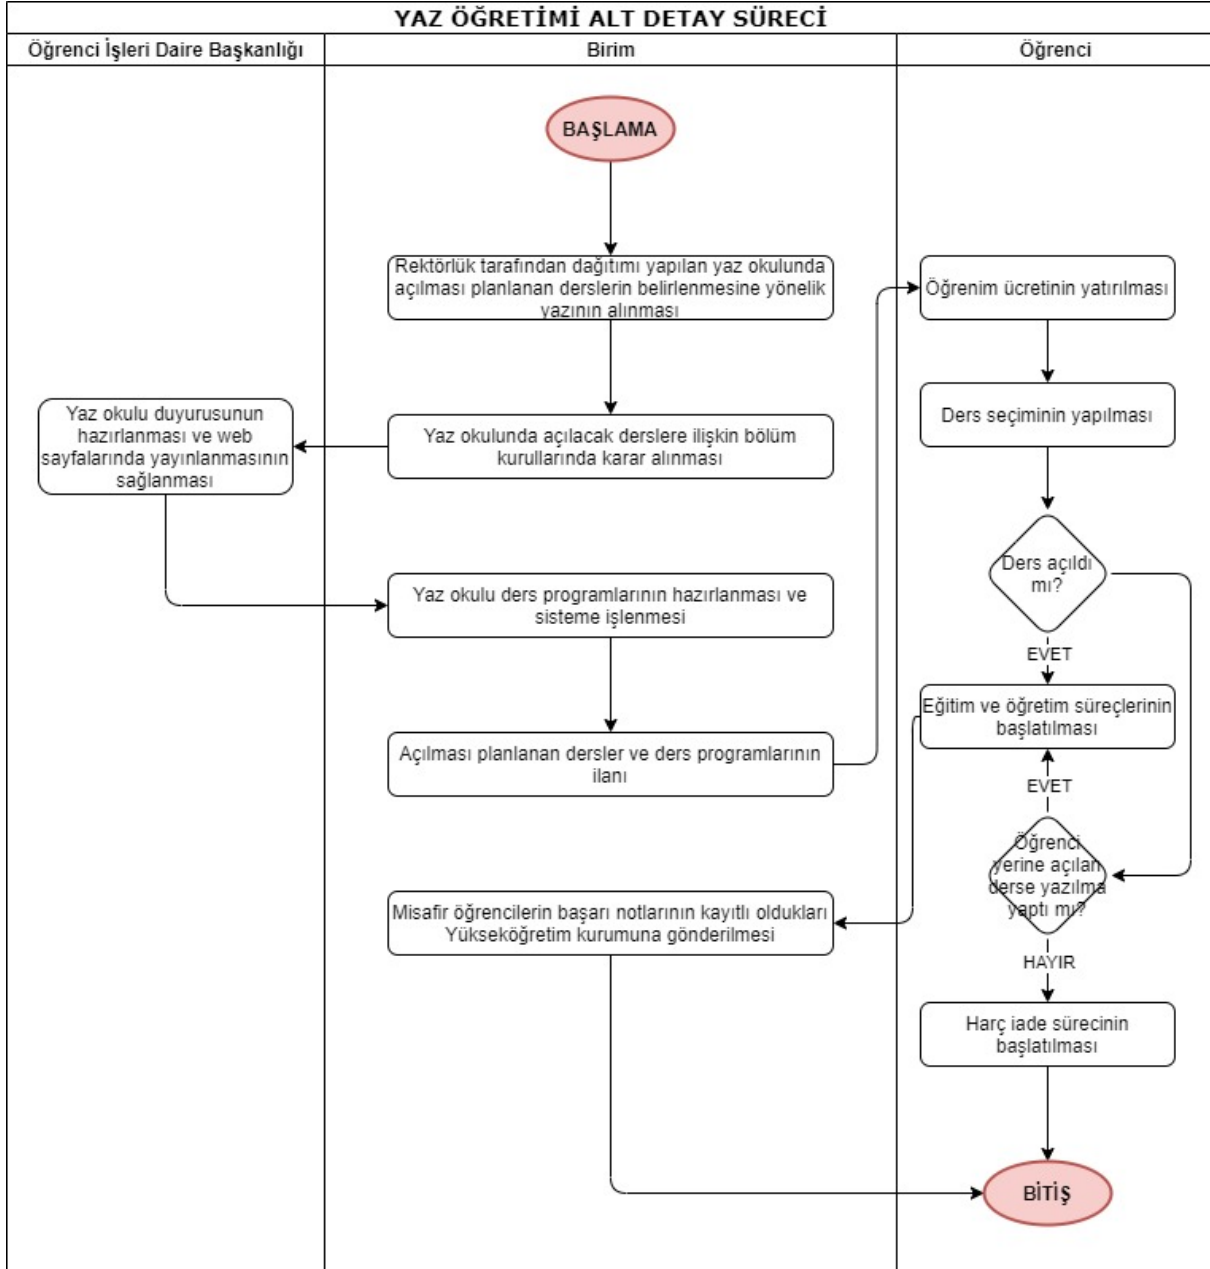 YAZ ÖĞRETİMİ ALT DETAY SÜRECİ
Öğrenci İşleri Daire Başkanlığı
Birim
Öğrenci
BAŞLAMA
Rektörlük tarafından dağıtımı yapılan yaz okulunda
açılması planlanan derslerin belirlenmesine yönelik
yazının alınması
Yaz okulunda açılacak derslere ilişkin bölüm
kurullarında karar alınması
Yaz okulu duyurusunun
hazırlanması ve web
sayfalarında yayınlanmasının
sağlanması
Yaz okulu ders programlarının hazırlanması ve
sisteme işlenmesi
Açılması planlanan dersler ve ders programlarının
ilanı
Öğrenim ücretinin yatırılması
Ders seçiminin yapılması
Ders açıldı
mı?
EVET
Eğitim ve öğretim süreçlerinin
başlatılması
EVET
Öğrenci
yerine açılan
derse yazılma
yaptı mı?
HAYIR
Harç iade sürecinin
başlatılması
Misafir öğrencilerin başarı notlarının kayıtlı oldukları
Yükseköğretim kurumuna gönderilmesi
BİTİŞ